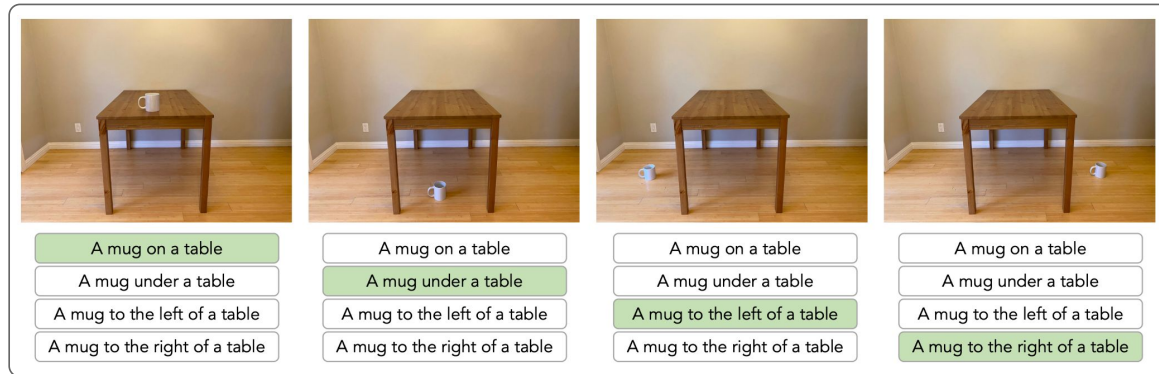 A mug on a table
A mug under a table
A mug to the left of a table
A mug to the right of a table
A mug on a table
A mug under a table
A mug to the left of a table
A mug to the right of a table
A mug on a table
A mug under a table
A mug to the left of a table
A mug to the right of a table
A mug on a table
A mug under a table
A mug to the left of a table
A mug to the right of a table